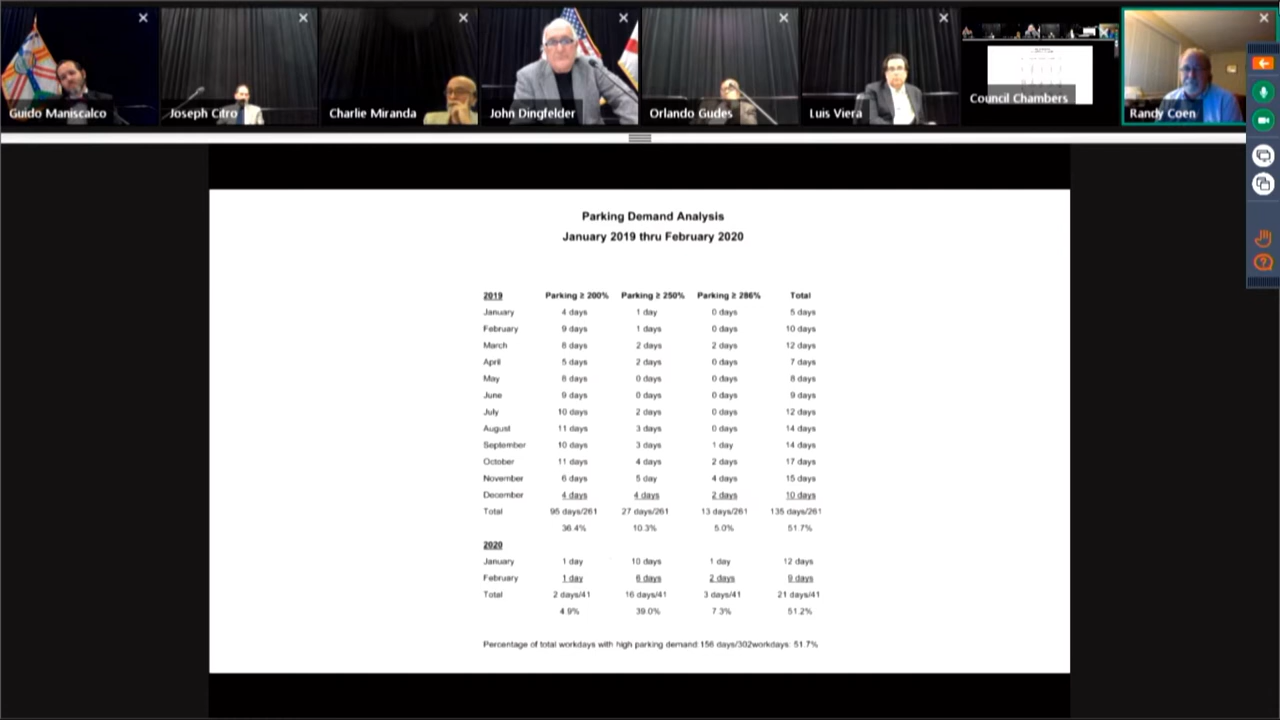 Guido Maniscalco
Joseph Citro
Charlie Miranda
John Dingfelder
Orlando Gudes
Luis Viera
Council Chambers
Randy Coen
Parking Demand Analysis
January 2019 thru February 2020
2019 Parking ≥ 200% Parking ≥ 250% Parking ≥ 286% Total
January 4 days 1 day 0 days 5 days
February 9 days 1 days 0 days 10 days
March 8 days 2 days 2 days 12 days
April 5 days 2 days 0 days 7 days
May 8 days 0 days 0 days 8 days
June 9 days 0 days 0 days 9 days
July 10 days 2 days 0 days 12 days
August 11 days 3 days 0 days 14 days
September 10 days 3 days 1 day 14 days
October 11 days 4 days 2 days 17 days
November 6 days 5 day 4 days 15 days
December 4 days 4 days 2 days 10 days
Total 95 days/261 27 days/261 13 days/261 135 days/261
36.4% 10.3% 5.0% 51.7%
2020
January 1 day 10 days 1 day 12 days
February 1 day 6 days 2 days 9 days
Total 2 days/41 16 days/41 3 days/41 21 days/41
4.9% 39.0% 7.3% 51.2%
Percentage of total workdays with high parking demand: 156 days/302workdays: 51.7%